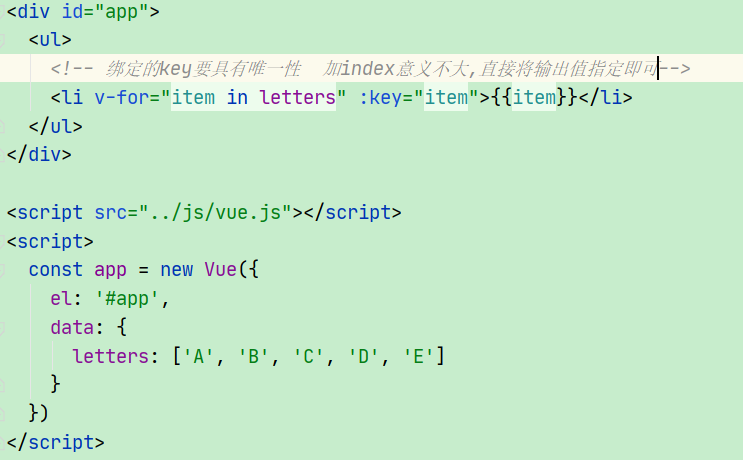 <div id="app">
  <ul>
    <!-- 绑定的key要具有唯一性  加index意义不大,直接将输出值指定即可-->
    <li v-for="item in letters" :key="item">{{item}}</li>
  </ul>
</div>

<script src="../js/vue.js"></script>
<script>
  const app = new Vue({
    el: '#app',
    data: {
      letters: ['A', 'B', 'C', 'D', 'E']
    }
  })
</script>